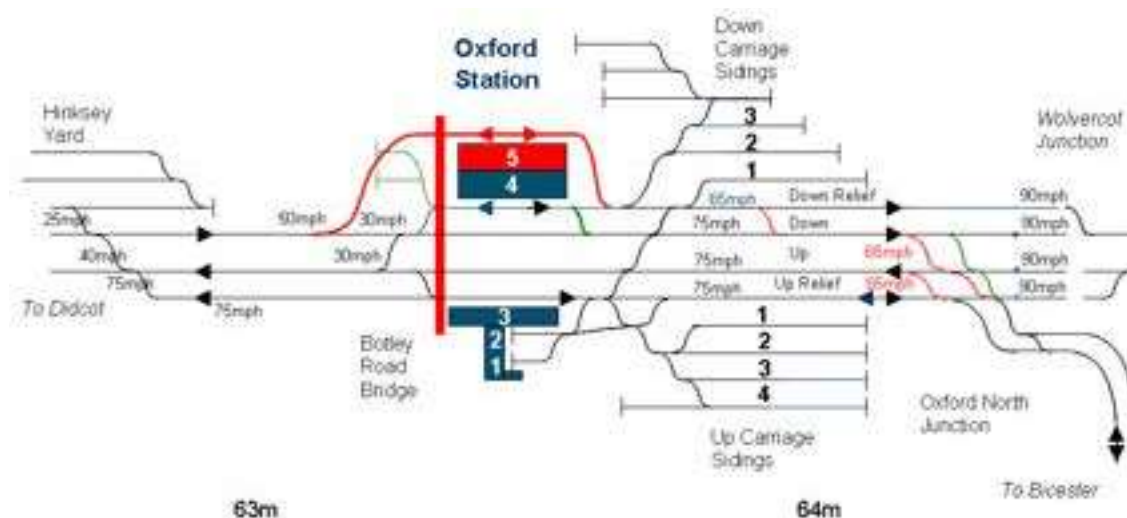 Oxford
Station
Down
Carriage
Sidings
Hinksey
Yard
Wolvercot
Junction
5
4
3
2
1
65mph
Down Relief
90mph
25mph
50mph
30mph
75mph
Down
90mph
40mph
30mph
75mph
Up
65mph
90mph
75mph
75mph
Up Relief
65mph
90mph
To Didcot
75mph
Botley
Road
Bridge
3
2
1
1
2
3
4
Up Carriage
Sidings
Oxford North
Junction
To Bicester
63m
64m